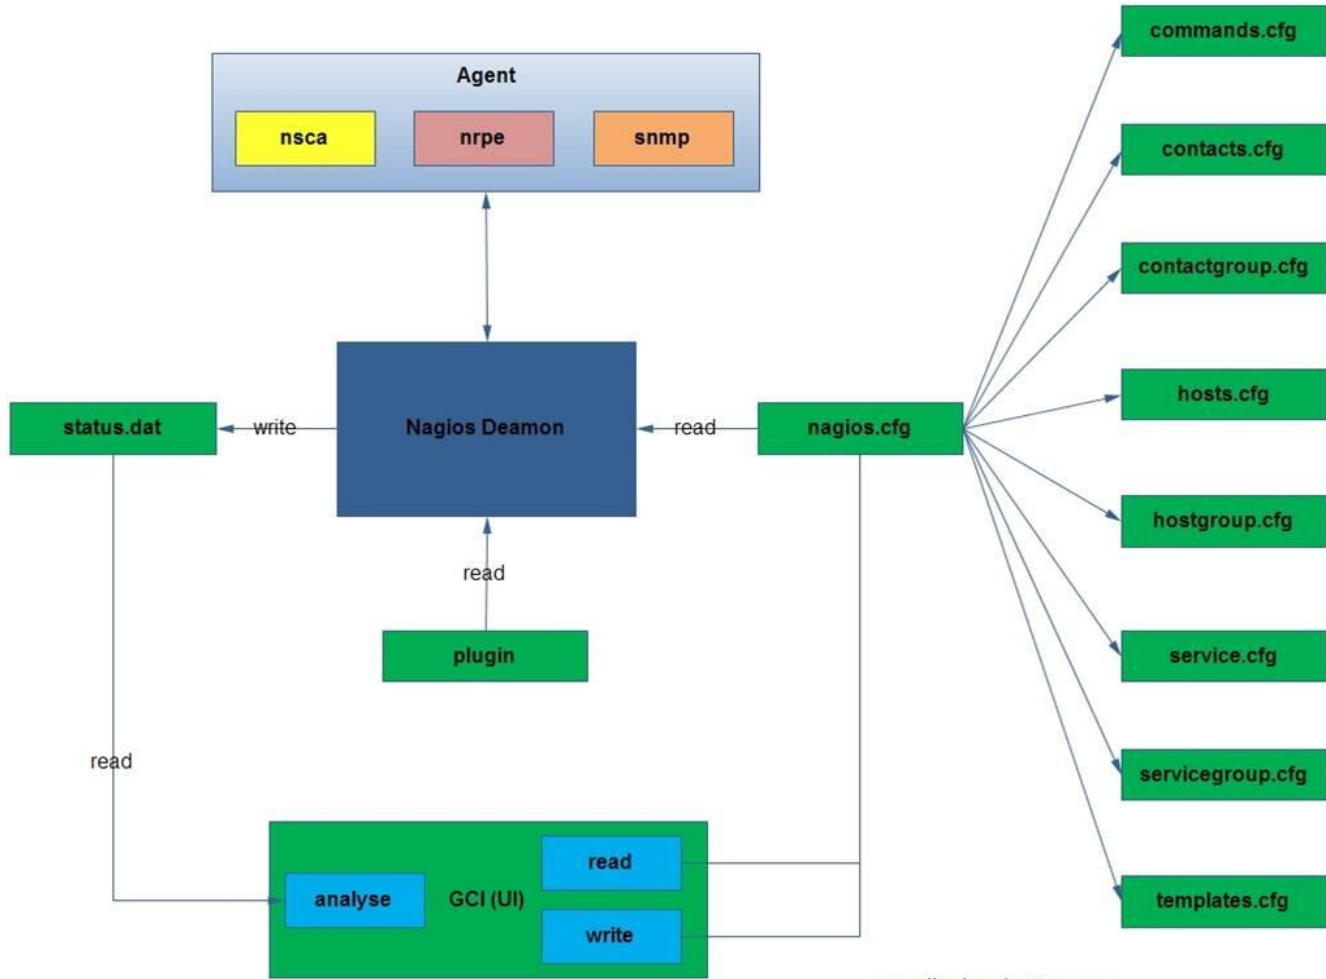 commands.cfg
Agent
nsca
nrpe
snmp
contacts.cfg
contactgroup.cfg
hosts.cfg
status.dat
write
Nagios Deamon
read
nagios.cfg
hostgroup.cfg
read
plugin
service.cfg
read
servicegroup.cfg
analyse
GCI (UI)
read
write
templates.cfg